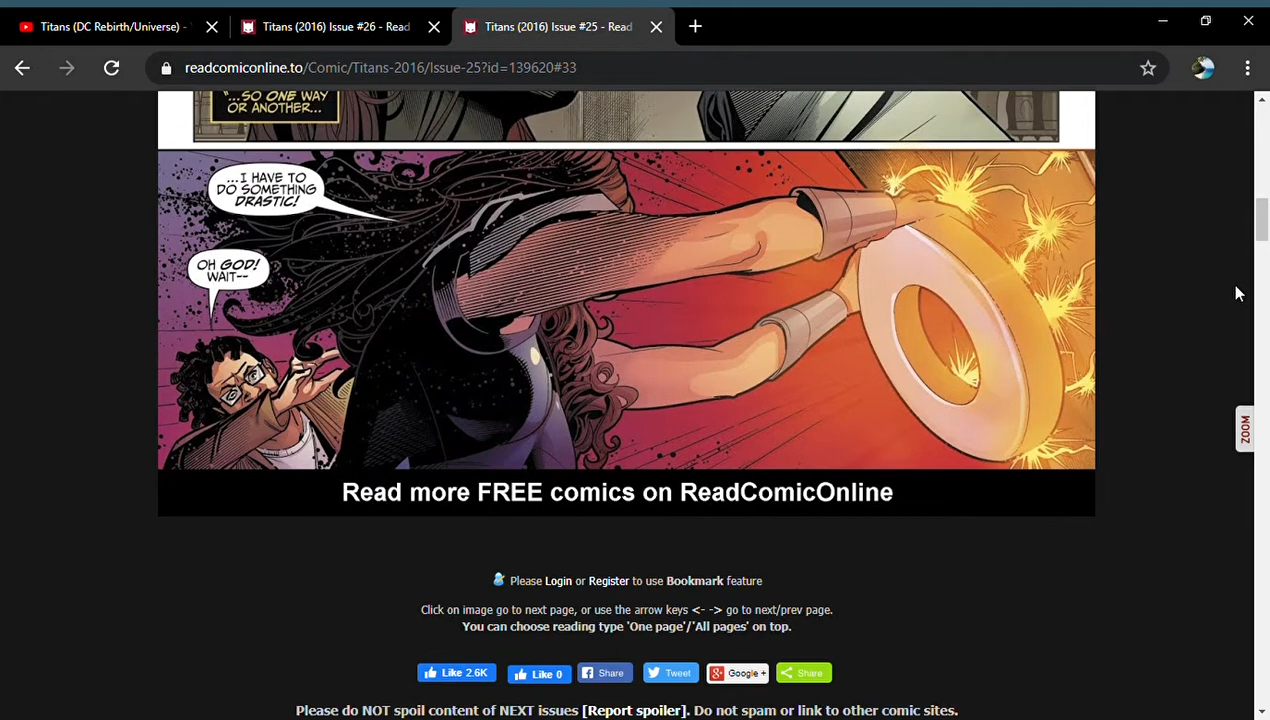 Titans (DC Rebirth/Universe) -
Titans (2016) Issue #26 - Read
Titans (2016) Issue #25 - Read
readcomiconline.to/Comic/Titans-2016/Issue-25?id=139620#33
"...SO ONE WAY
OR ANOTHER...
...I HAVE TO
DO SOMETHING
DRASTIC!
OH GOD!
WAIT--
ZOOM
Read more FREE comics on ReadComicOnline
Please Login or Register to use Bookmark feature
Click on image go to next page, or use the arrow keys <- -> go to next/prev page.
You can choose reading type 'One page'/'All pages' on top.
Like 2.6K Like 0 Share Tweet Google + Share
Please do NOT spoil content of NEXT issues [Report spoiler]. Do not spam or link to other comic sites.